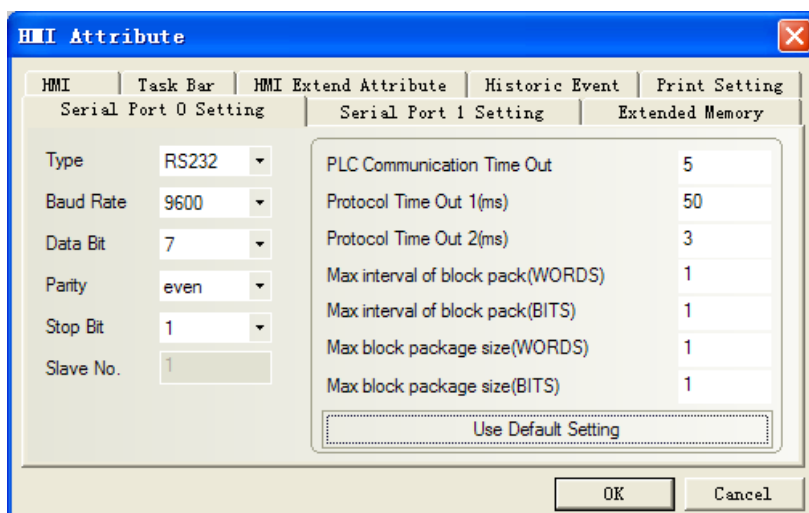 HMI Attribute
HMI Task Bar HMI Extend Attribute Historic Event Print Setting
Serial Port 0 Setting Serial Port 1 Setting Extended Memory
Type RS232
Baud Rate 9600
Data Bit 7
Parity even
Stop Bit 1
Slave No. 1
PLC Communication Time Out 5
Protocol Time Out 1(ms) 50
Protocol Time Out 2(ms) 3
Max interval of block pack(WORDS) 1
Max interval of block pack(BITS) 1
Max block package size(WORDS) 1
Max block package size(BITS) 1
Use Default Setting
OK Cancel